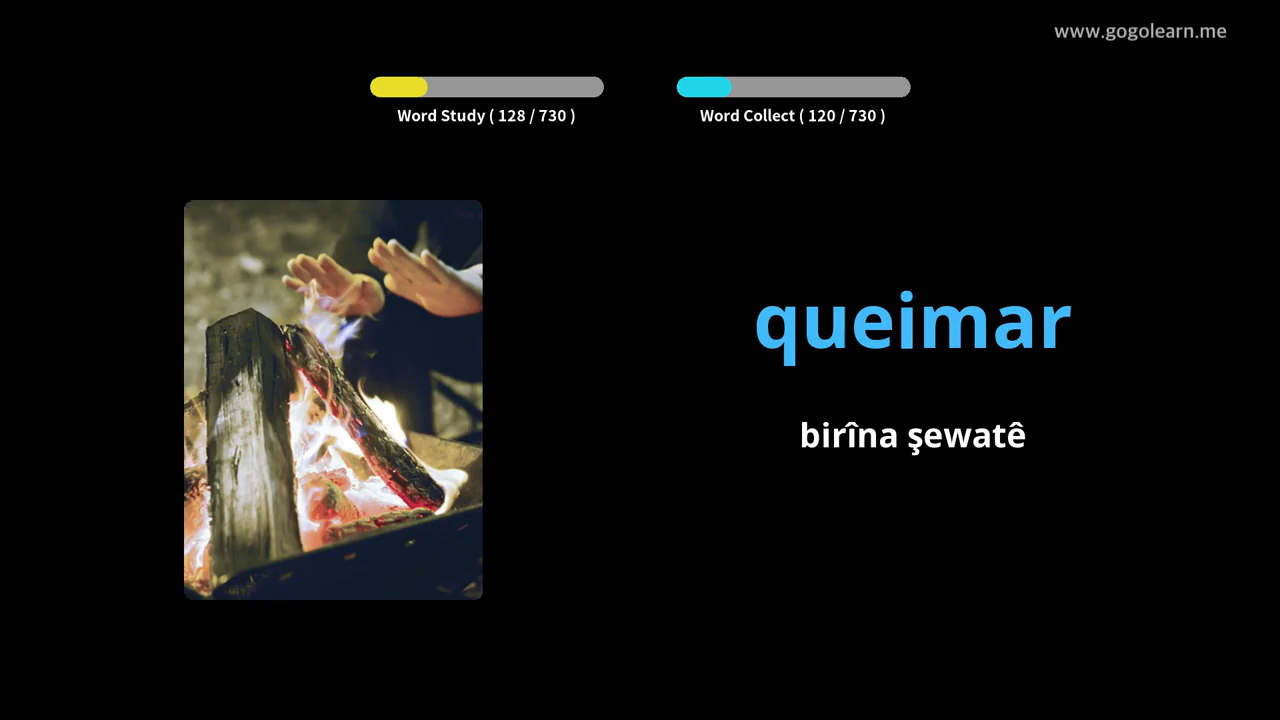 www.gogolearn.me
Word Study ( 128 / 730 )
Word Collect ( 120 / 730 )
queimar
birîna şewatê